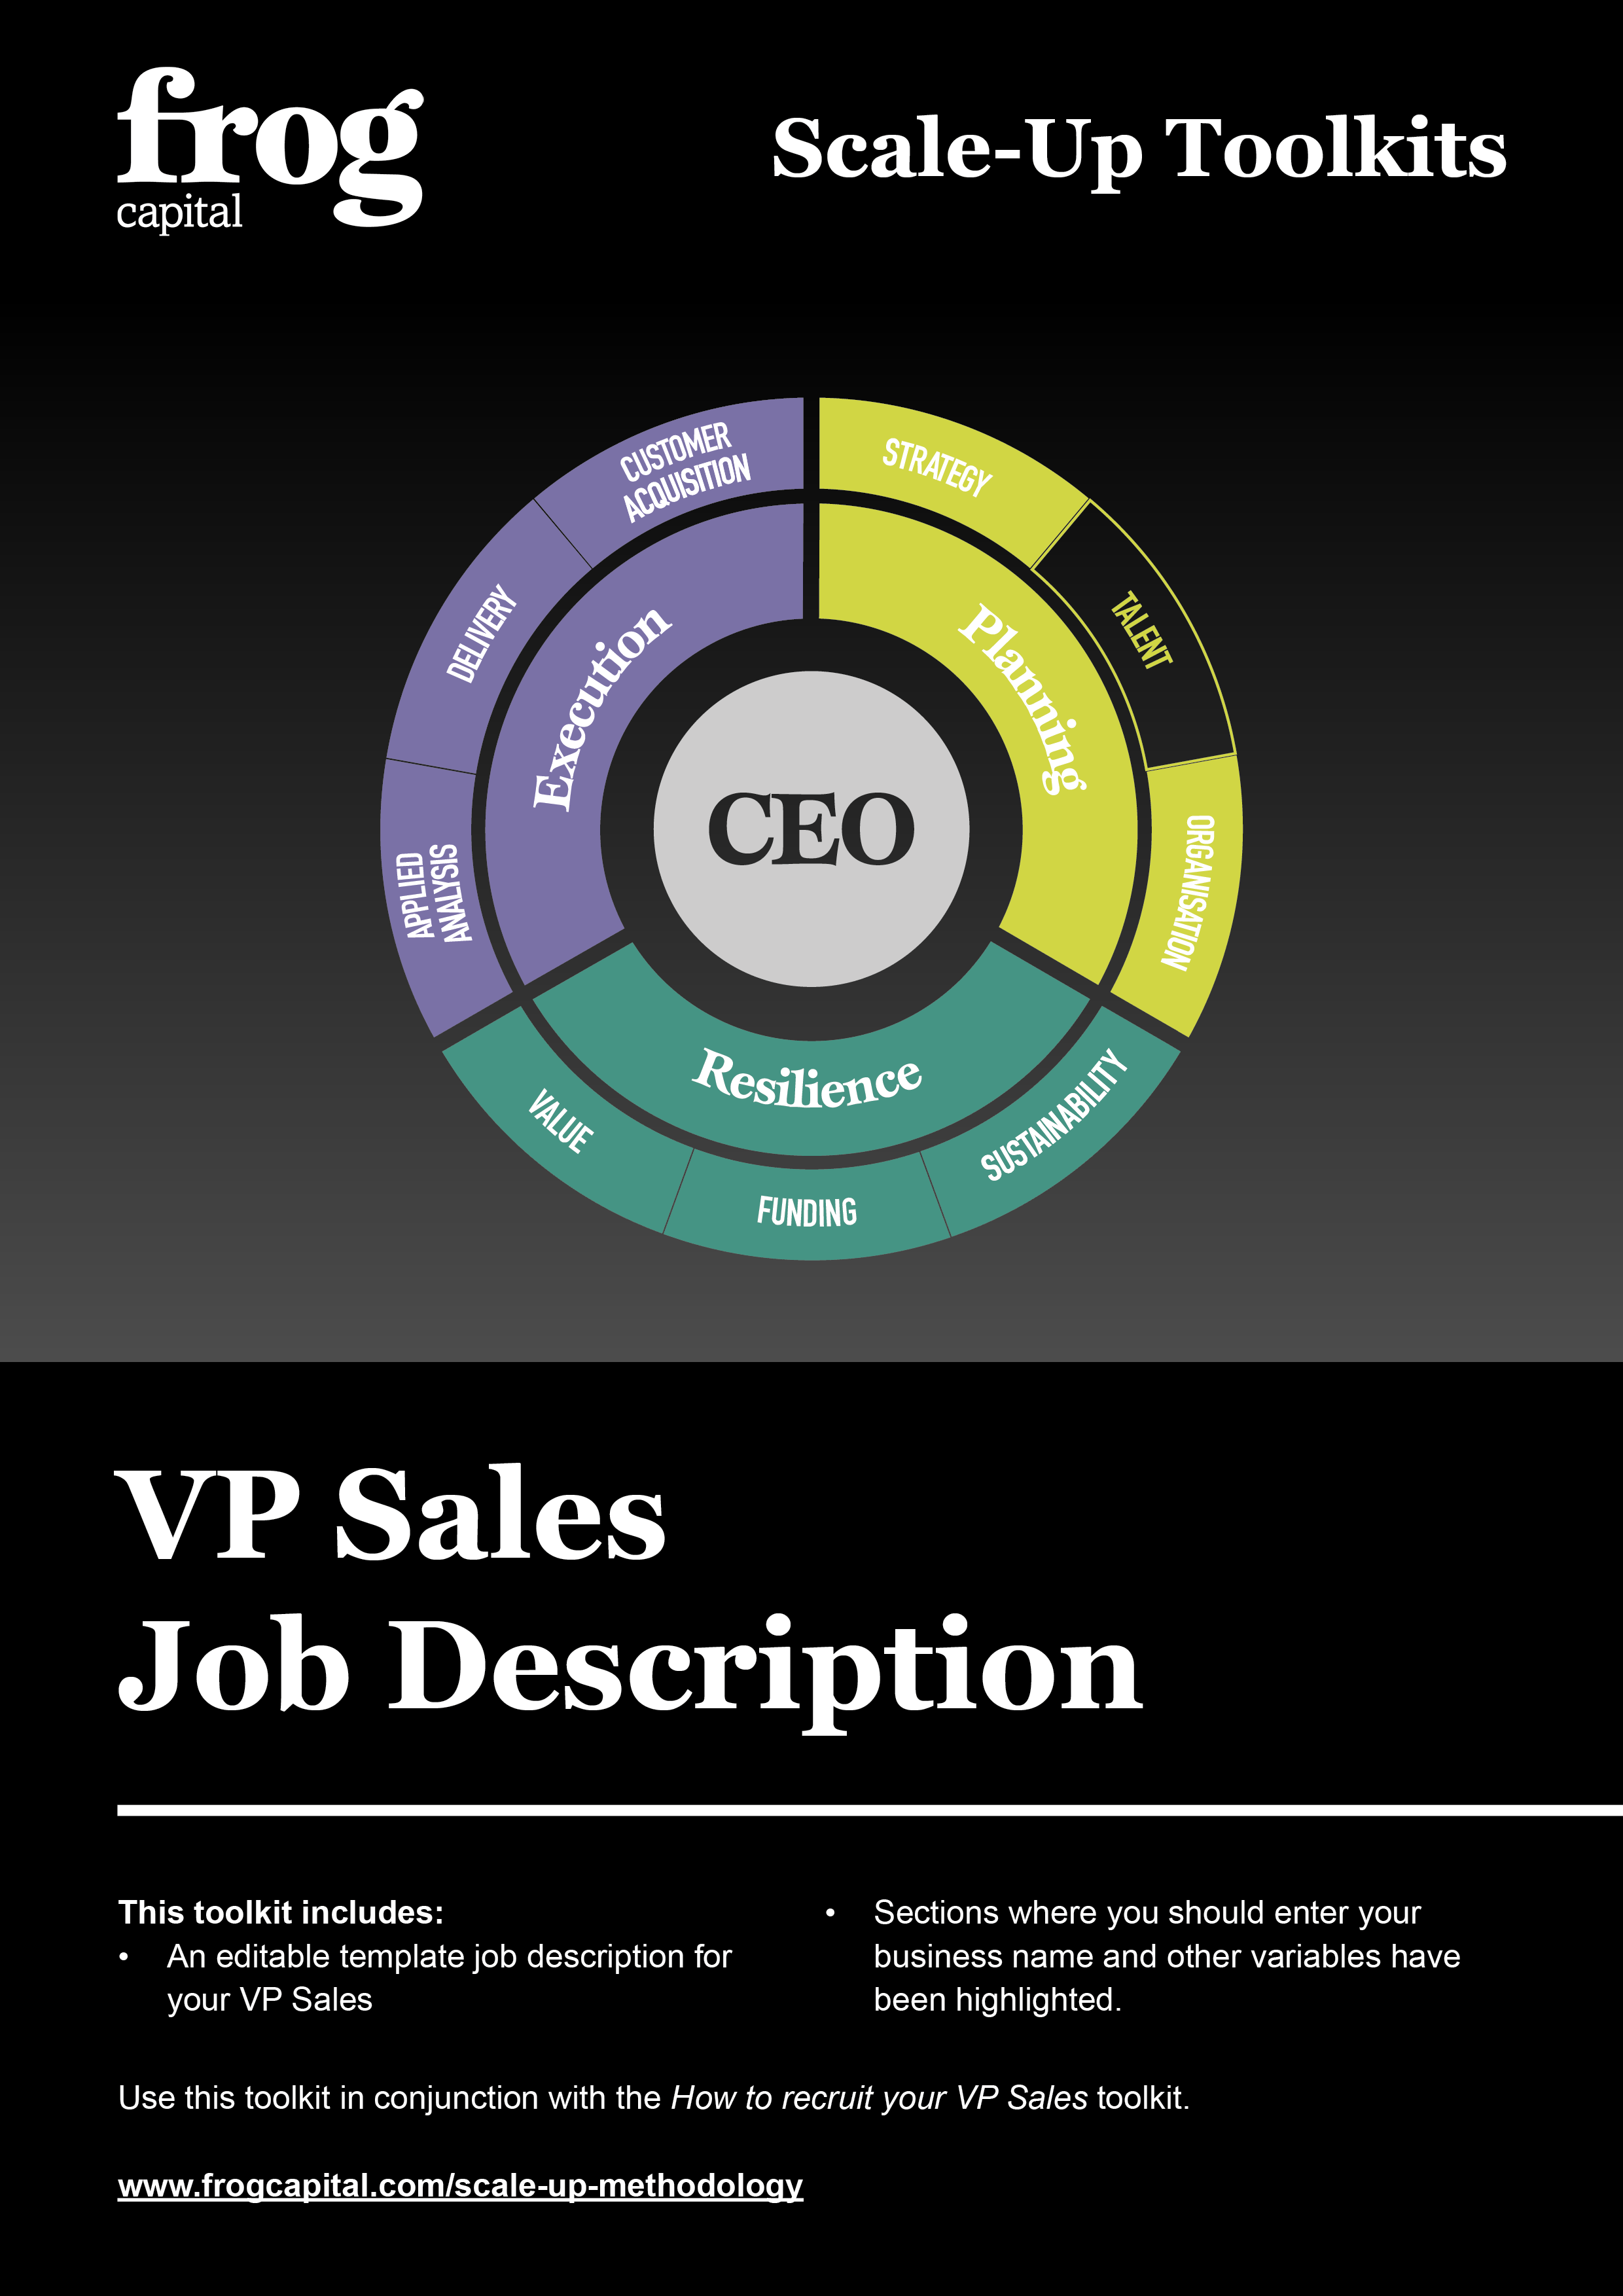 frog
capital
Scale-Up Toolkits
CUSTOMER
ACQUISITION
STRATEGY
DELIVERY
TALENT
Execution
Planning
CEO
APPLIED
ANALYSIS
ORGANISATION
Resilience
VALUE
FUNDING
SUSTAINABILITY
VP Sales
Job Description
This toolkit includes:
• An editable template job description for
your VP Sales
• Sections where you should enter your
business name and other variables have
been highlighted.
Use this toolkit in conjunction with the How to recruit your VP Sales toolkit.
www.frogcapital.com/scale-up-methodology